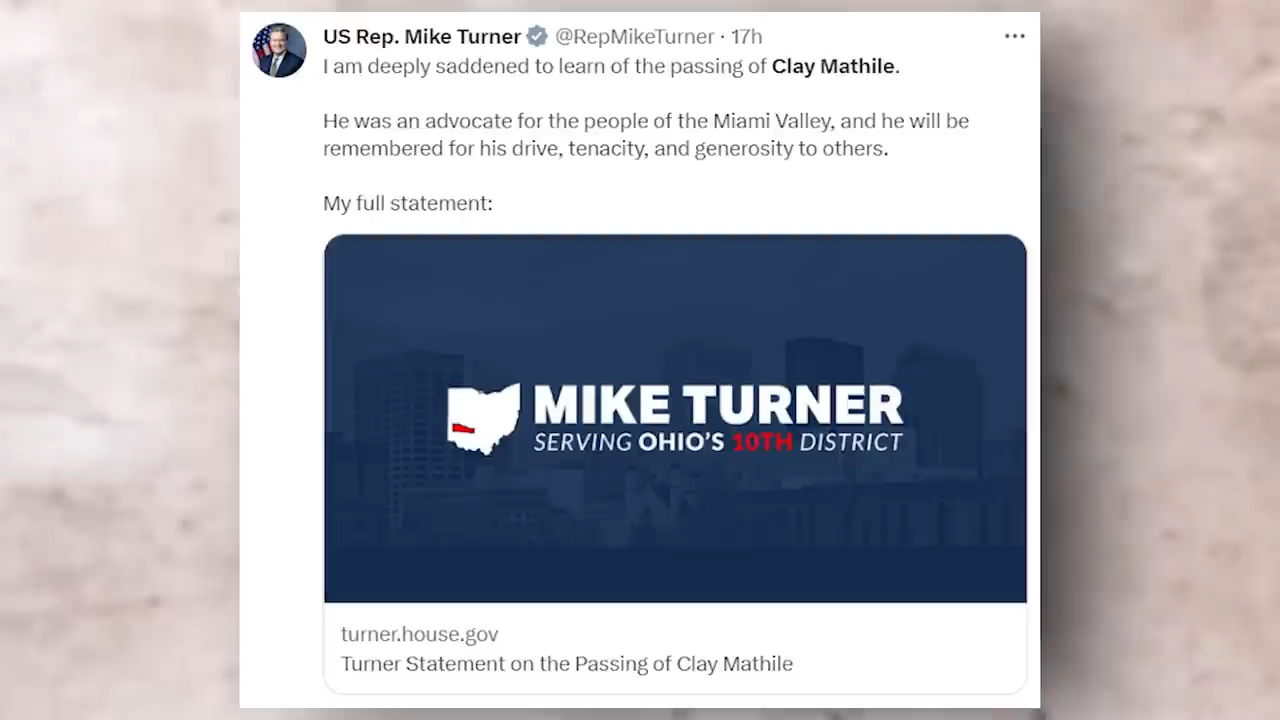 US Rep. Mike Turner @RepMikeTurner · 17h
I am deeply saddened to learn of the passing of Clay Mathile.
He was an advocate for the people of the Miami Valley, and he will be
remembered for his drive, tenacity, and generosity to others.
My full statement:
MIKE TURNER
SERVING OHIO'S 10TH DISTRICT
turner.house.gov
Turner Statement on the Passing of Clay Mathile